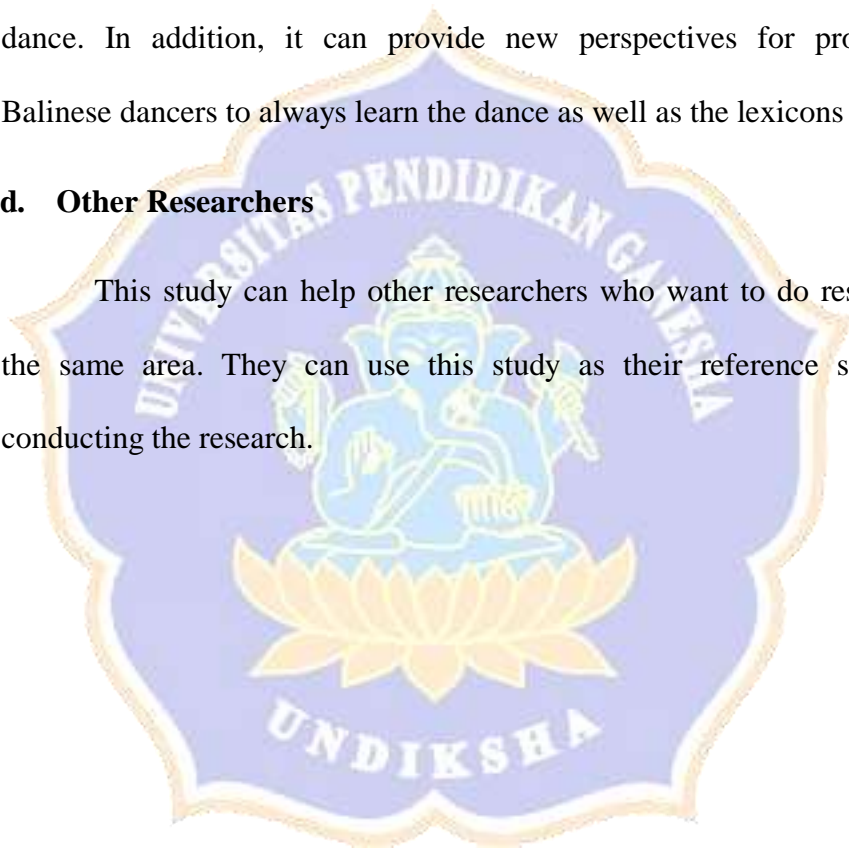 dance. In addition, it can provide new perspectives for pro
Balinese dancers to always learn the dance as well as the lexicons
d. Other Researchers
This study can help other researchers who want to do res
the same area. They can use this study as their reference s
conducting the research.
UNIVERSITAS PENDIDIKAN GANESHA
UNDIKSHA